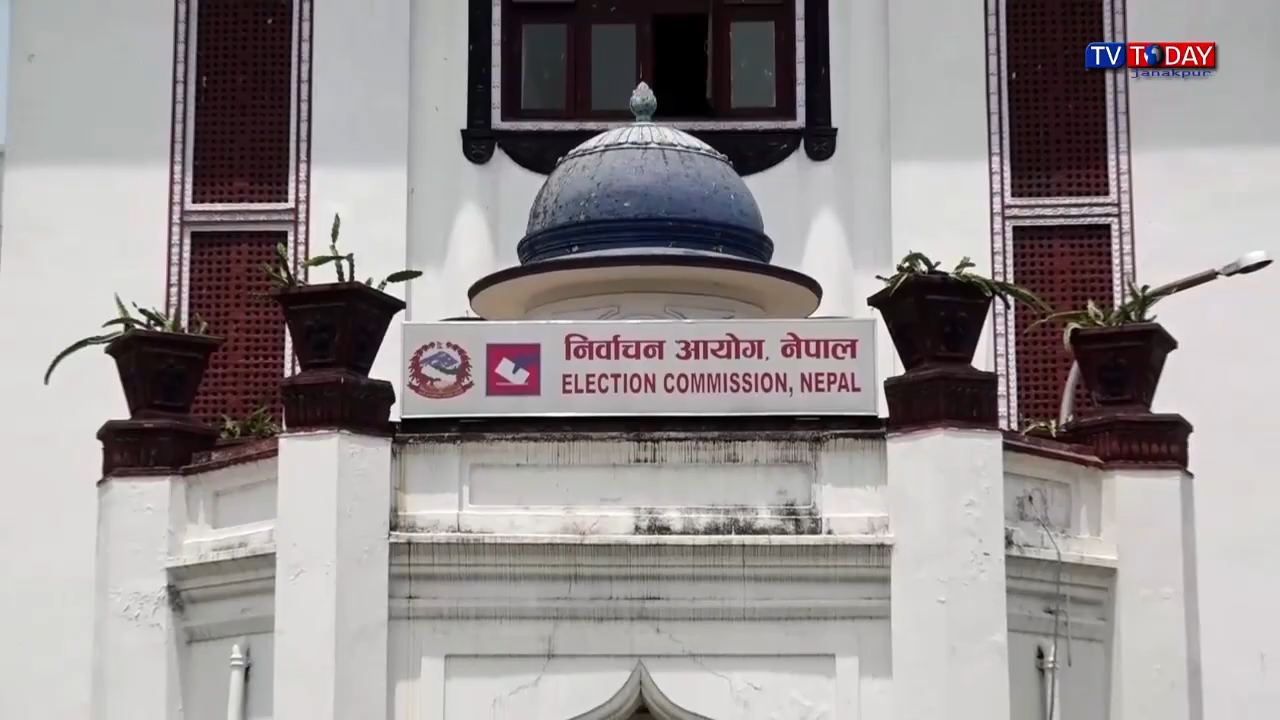 TV TODAY
Janakpur
निर्वाचन आयोग, नेपाल
ELECTION COMMISSION, NEPAL